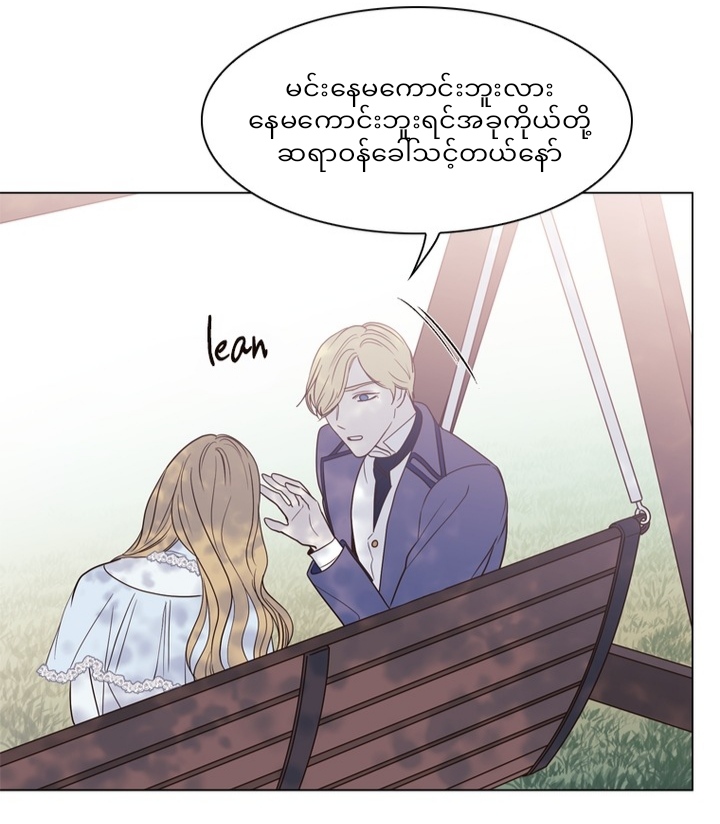 မင်းနေမကောင်းဘူးလား
နေမကောင်းဘူးရင်အခုကိုယ်တို့
ဆရာဝန်ခေါ်သင့်တယ်နော်
lean